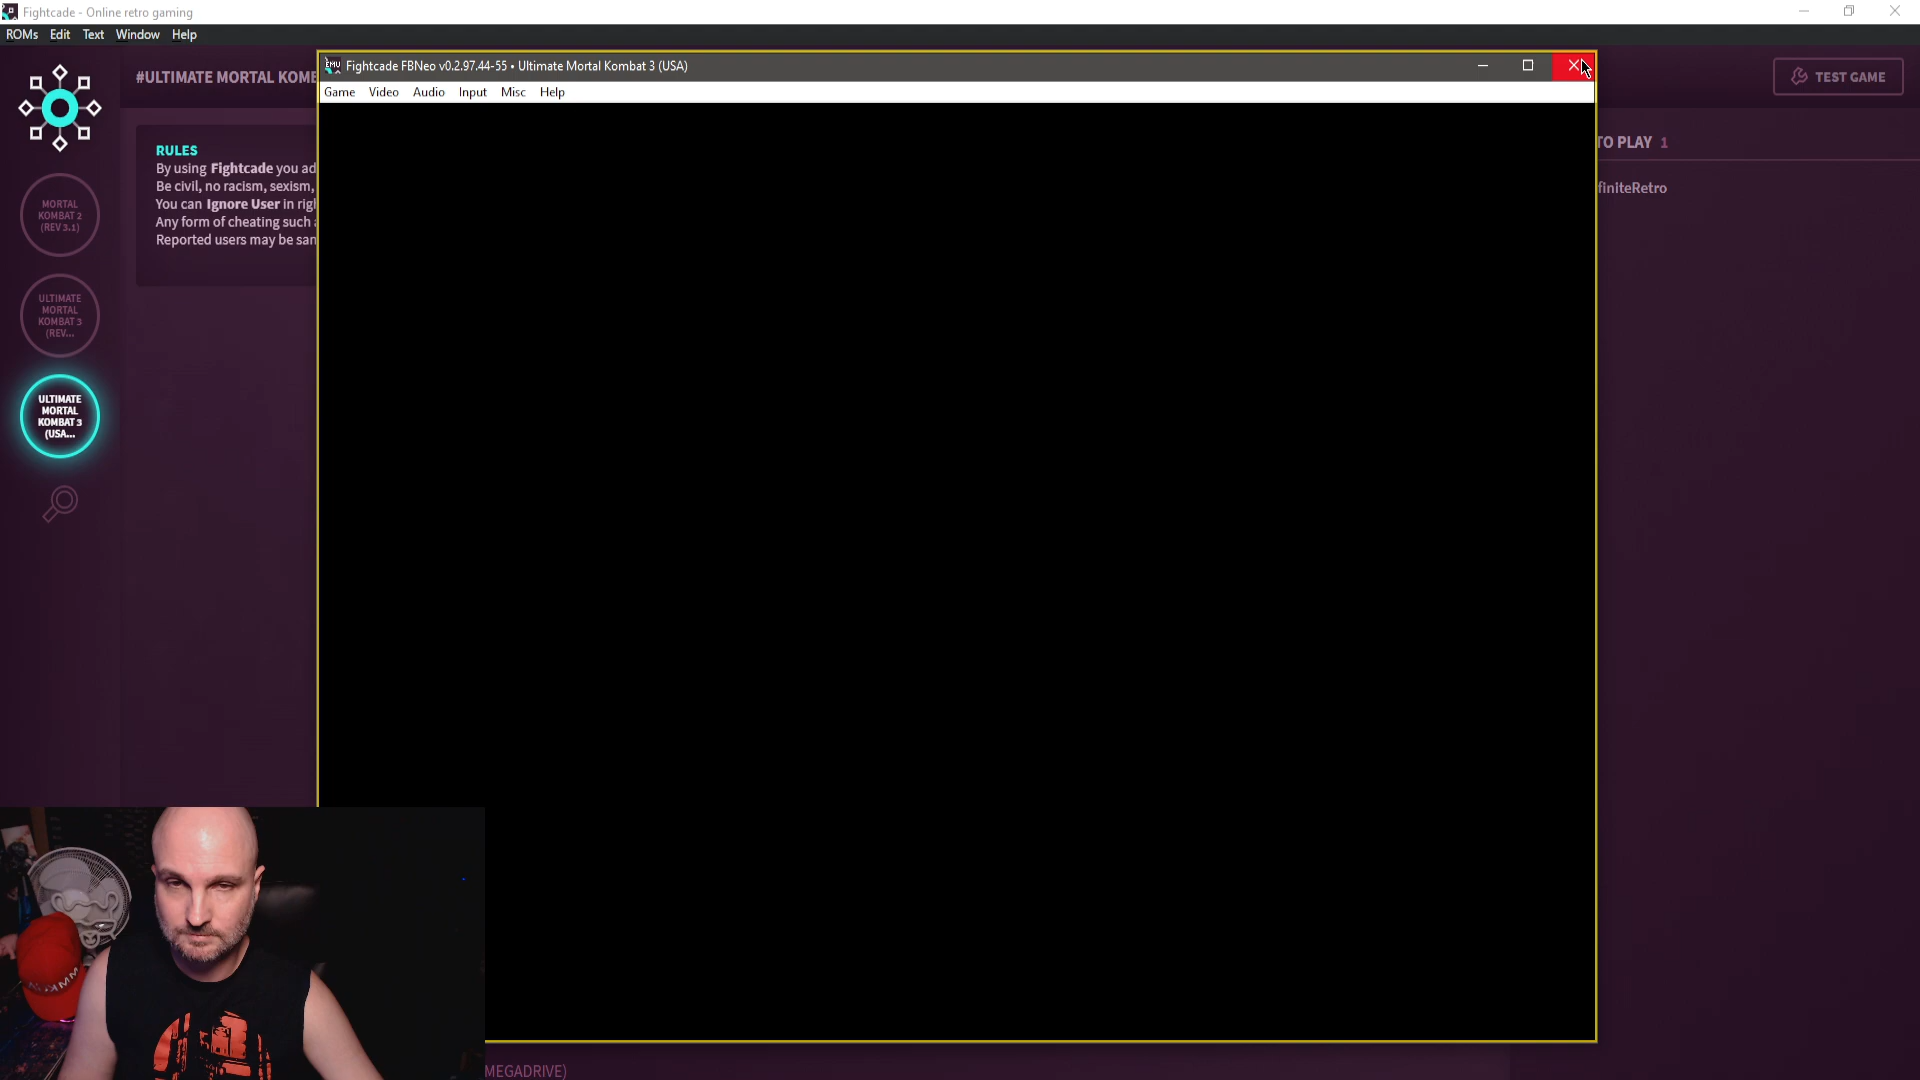 Fightcade - Online retro gaming
ROMs Edit Text Window Help
#ULTIMATE MORTAL KOM
Fightcade FBNeo v0.2.97.44-55 • Ultimate Mortal Kombat 3 (USA)
Game Video Audio Input Misc Help
TEST GAME
TO PLAY 1
finiteRetro
RULES
By using Fightcade you ad
Be civil, no racism, sexism,
You can Ignore User in righ
Any form of cheating such
Reported users may be san
MORTAL
KOMBAT 2
(REV 3.1)
ULTIMATE
MORTAL
KOMBAT 3
(REV...
ULTIMATE
MORTAL
KOMBAT 3
(USA...
MEGADRIVE)